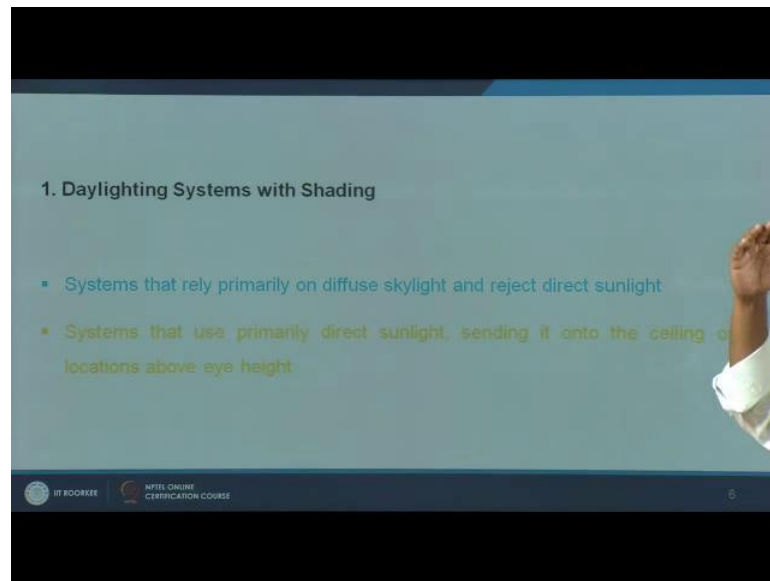 1. Daylighting Systems with Shading
▪ Systems that rely primarily on diffuse skylight and reject direct sunlight
▪ Systems that use primarily direct sunlight, sending it onto the ceiling
locations above eye height
IIT ROORKEE
NPTEL ONLINE
CERTIFICATION COURSE
6